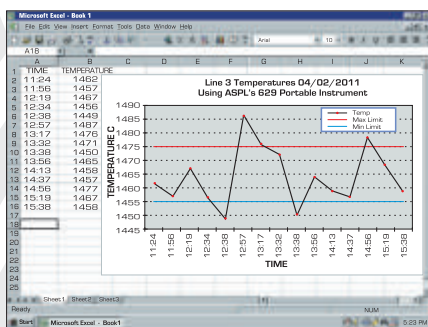 Microsoft Excel - Book 1
File Edit View Insert Format Tools Data Window Help
Arial 10
A18
A B C D E F G H I J K
1 TIME TEMPERATURE
2 11:24 1462
3 11:56 1457
4 12:19 1467
5 12:34 1456
6 12:38 1449
7 12:57 1487
8 13:17 1476
9 13:32 1471
10 13:38 1450
11 13:56 1465
12 14:13 1458
13 14:37 1457
14 14:56 1477
15 15:19 1467
16 15:38 1458
17
18
19
20
21
22
23
24
25
Line 3 Temperatures 04/02/2011
Using ASPL's 629 Portable Instrument
Temp
Max Limit
Min Limit
TEMPERATURE C
1490
1485
1480
1475
1470
1465
1460
1455
1450
1445
11:24 11:56 12:19 12:34 12:38 12:57 13:17 13:32 13:38 13:56 14:13 14:37 14:56 15:19 15:38
TIME
Sheet1 Sheet2 Sheet3
Ready NUM
Start Microsoft Excel - Book1 5:23 PM